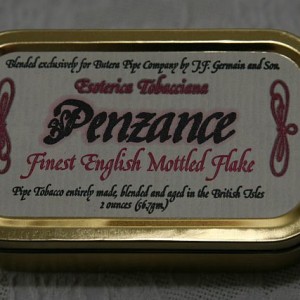 Blended exclusively for Butera Pipe Company by J.F. Germain and Son.
Esoterica Tobacciana
Penzance
Finest English Mottled Flake
Pipe Tobacco entirely made, blended and aged in the British Isles
2 ounces (56.7gm.)